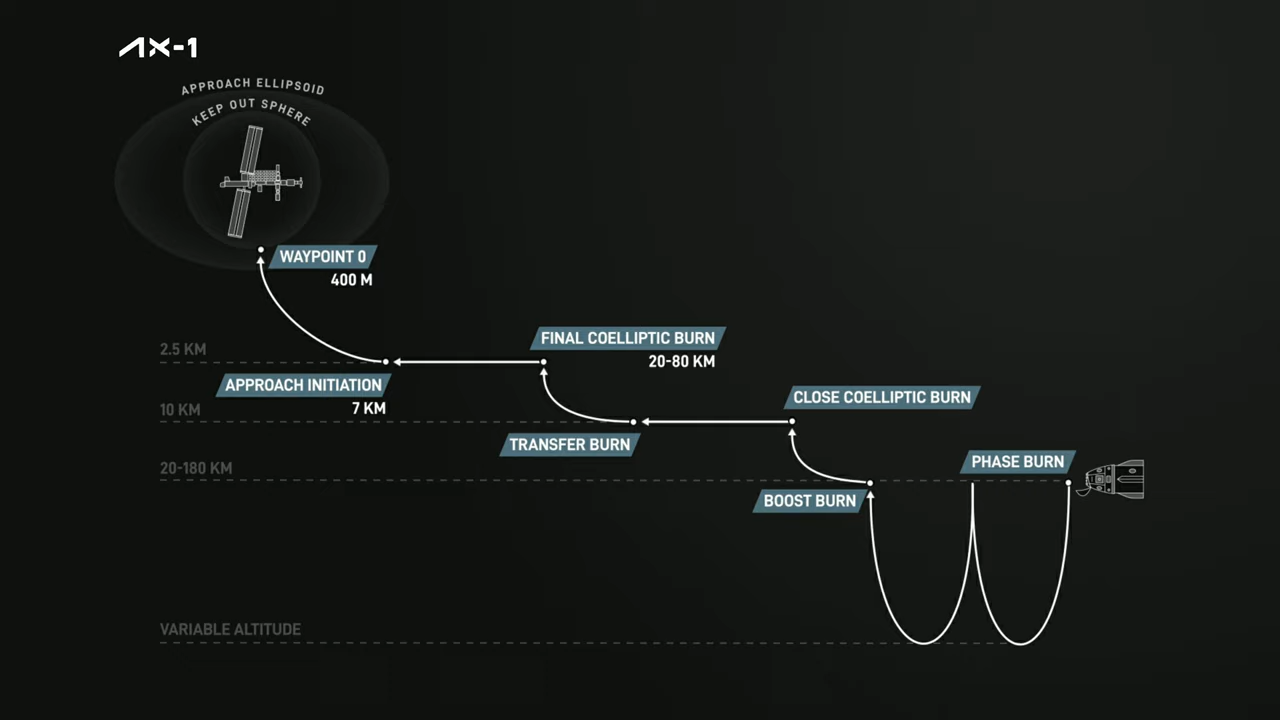 AX-1
APPROACH ELLIPSOID
KEEP OUT SPHERE
WAYPOINT 0
400 M
FINAL COELLIPTIC BURN
20-80 KM
2.5 KM
APPROACH INITIATION
7 KM
CLOSE COELLIPTIC BURN
10 KM
TRANSFER BURN
PHASE BURN
20-180 KM
BOOST BURN
VARIABLE ALTITUDE